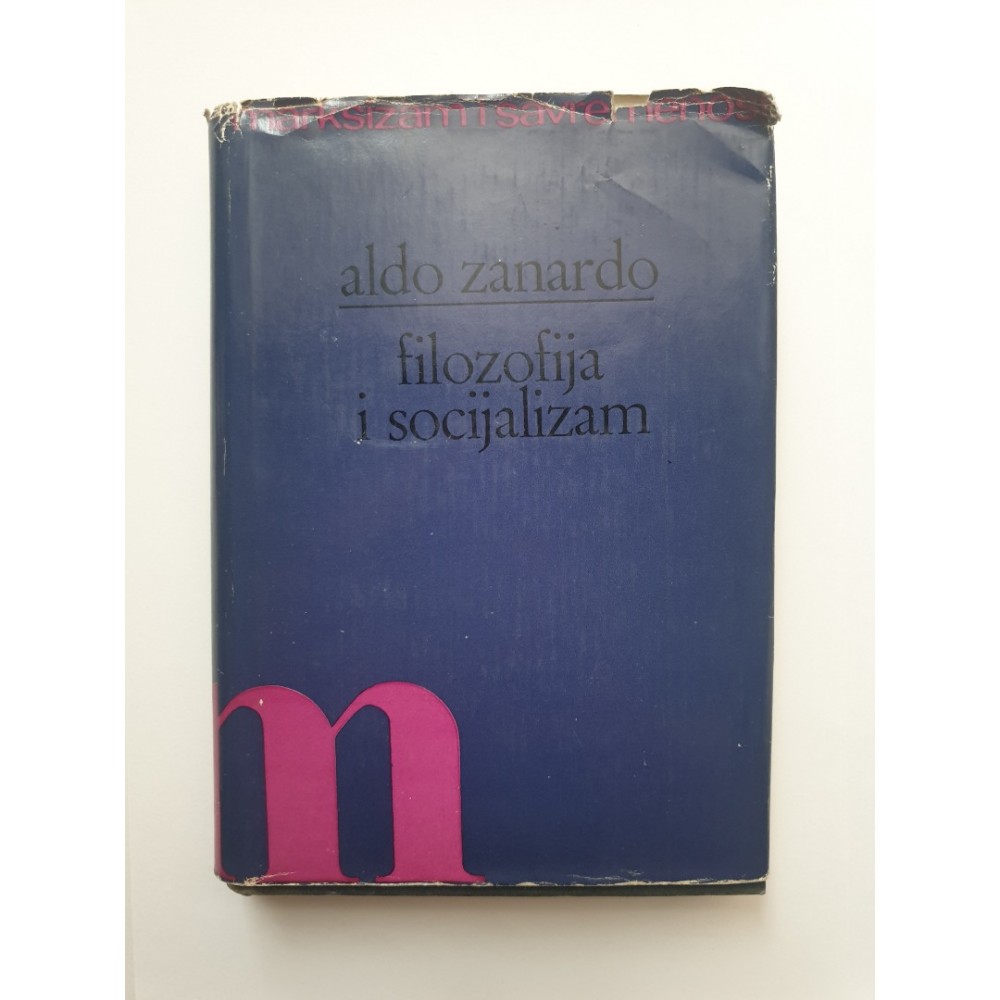 marksizam i savremenost
aldo zanardo
filozofija
i socijalizam
m